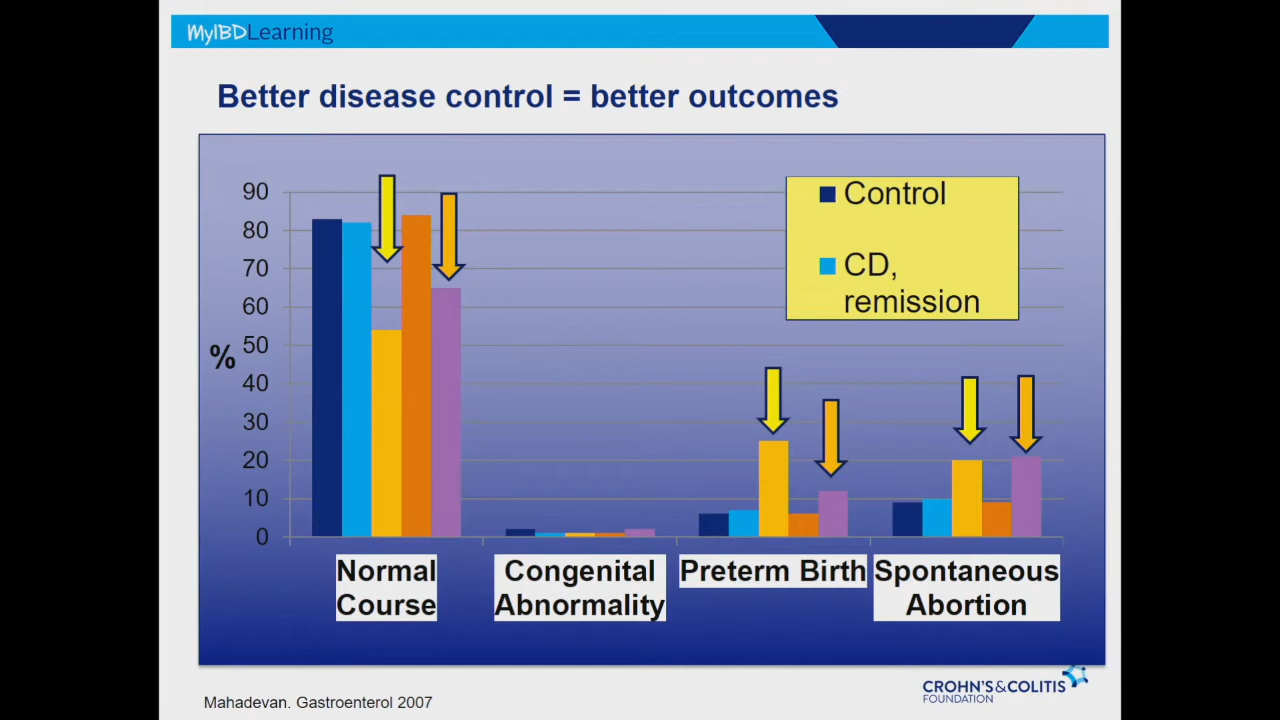 MyIBDLearning
Better disease control = better outcomes
90
80
70
60
50
40
30
20
10
0
%
Control
CD,
remission
Normal
Course
Congenital
Abnormality
Preterm Birth
Spontaneous
Abortion
Mahadevan. Gastroenterol 2007
CROHN'S&COLITIS
FOUNDATION